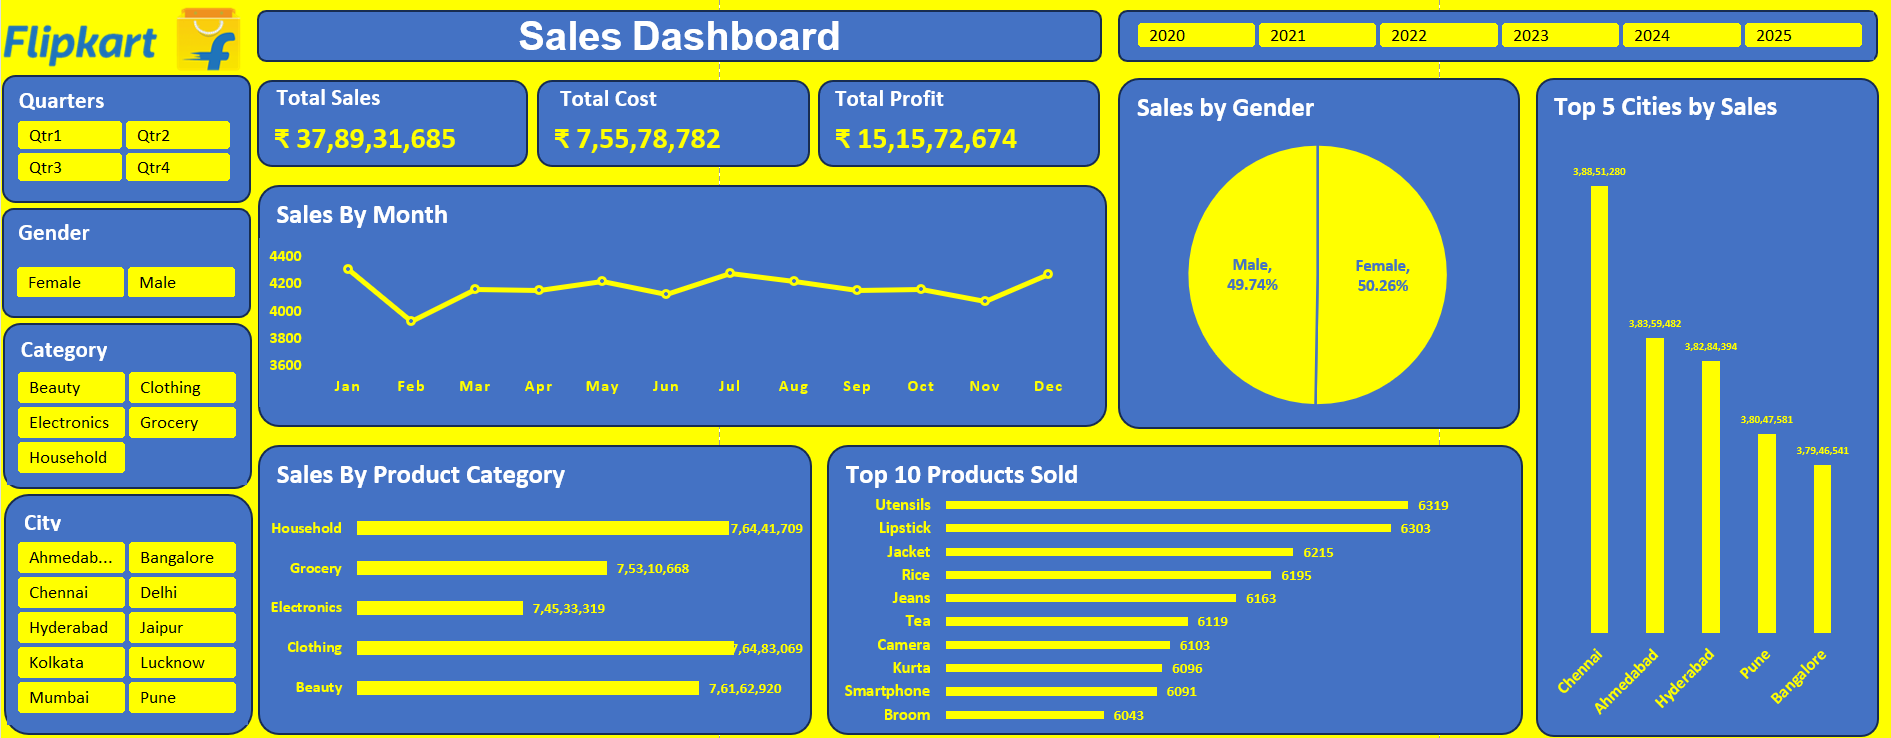 Flipkart
f
Sales Dashboard
2020 2021 2022 2023 2024 2025
Quarters
Qtr1 Qtr2
Qtr3 Qtr4
Gender
Female Male
Category
Beauty Clothing
Electronics Grocery
Household
City
Ahmedab... Bangalore
Chennai Delhi
Hyderabad Jaipur
Kolkata Lucknow
Mumbai Pune
Total Sales
₹ 37,89,31,685
Total Cost
₹ 7,55,78,782
Total Profit
₹ 15,15,72,674
Sales By Month
4400
4200
4000
3800
3600
Jan Feb Mar Apr May Jun Jul Aug Sep Oct Nov Dec
Sales by Gender
Male, 
49.74%
Female,
50.26%
Top 5 Cities by Sales
3,88,51,280
3,83,59,482
3,82,84,394
3,80,47,581
3,79,46,541
Chennai Ahmedabad Hyderabad Pune Bangalore
Sales By Product Category
Household 7,64,41,709
Grocery 7,53,10,668
Electronics 7,45,33,319
Clothing 7,64,83,069
Beauty 7,61,62,920
Top 10 Products Sold
Utensils 6319
Lipstick 6303
Jacket 6215
Rice 6195
Jeans 6163
Tea 6119
Camera 6103
Kurta 6096
Smartphone 6091
Broom 6043